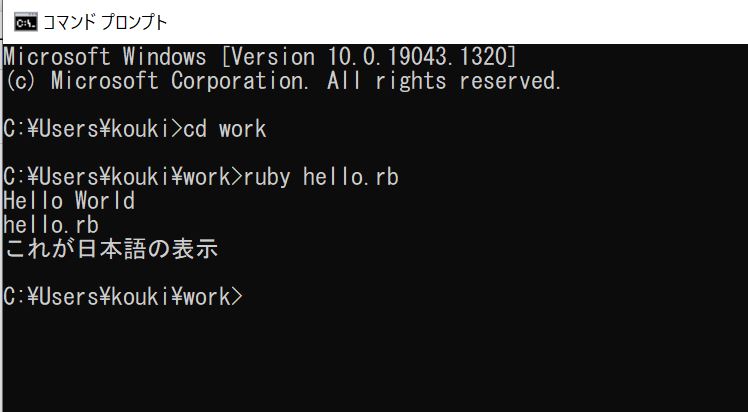 コマンド プロンプト
Microsoft Windows [Version 10.0.19043.1320]
(c) Microsoft Corporation. All rights reserved.
C:¥Users¥kouki>cd work
C:¥Users¥kouki¥work>ruby hello.rb
Hello World
hello.rb
これが日本語の表示
C:¥Users¥kouki¥work>